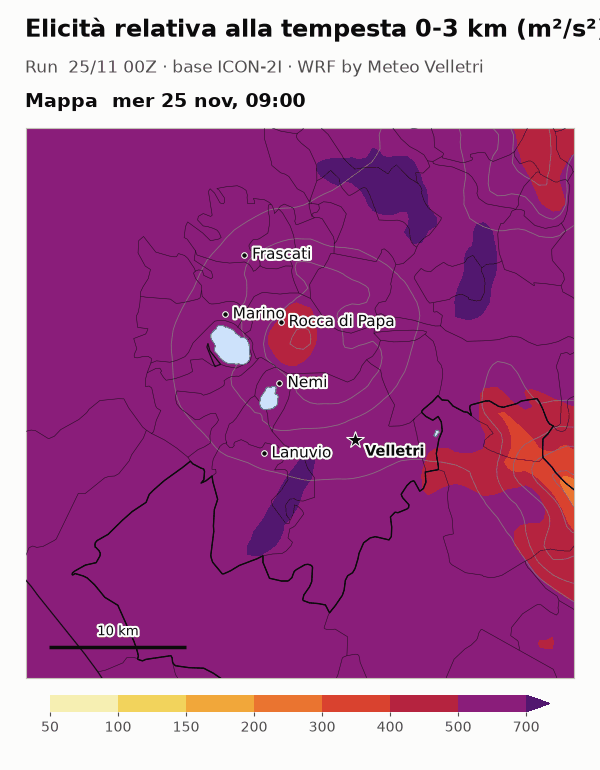 Elicità relativa alla tempesta 0-3 km (m²/s²)
Run 25/11 00Z · base ICON-2I · WRF by Meteo Velletri
Mappa mer 25 nov, 09:00
Frascati
Marino
Rocca di Papa
Nemi
Lanuvio
Velletri
10 km
50 100 150 200 300 400 500 700